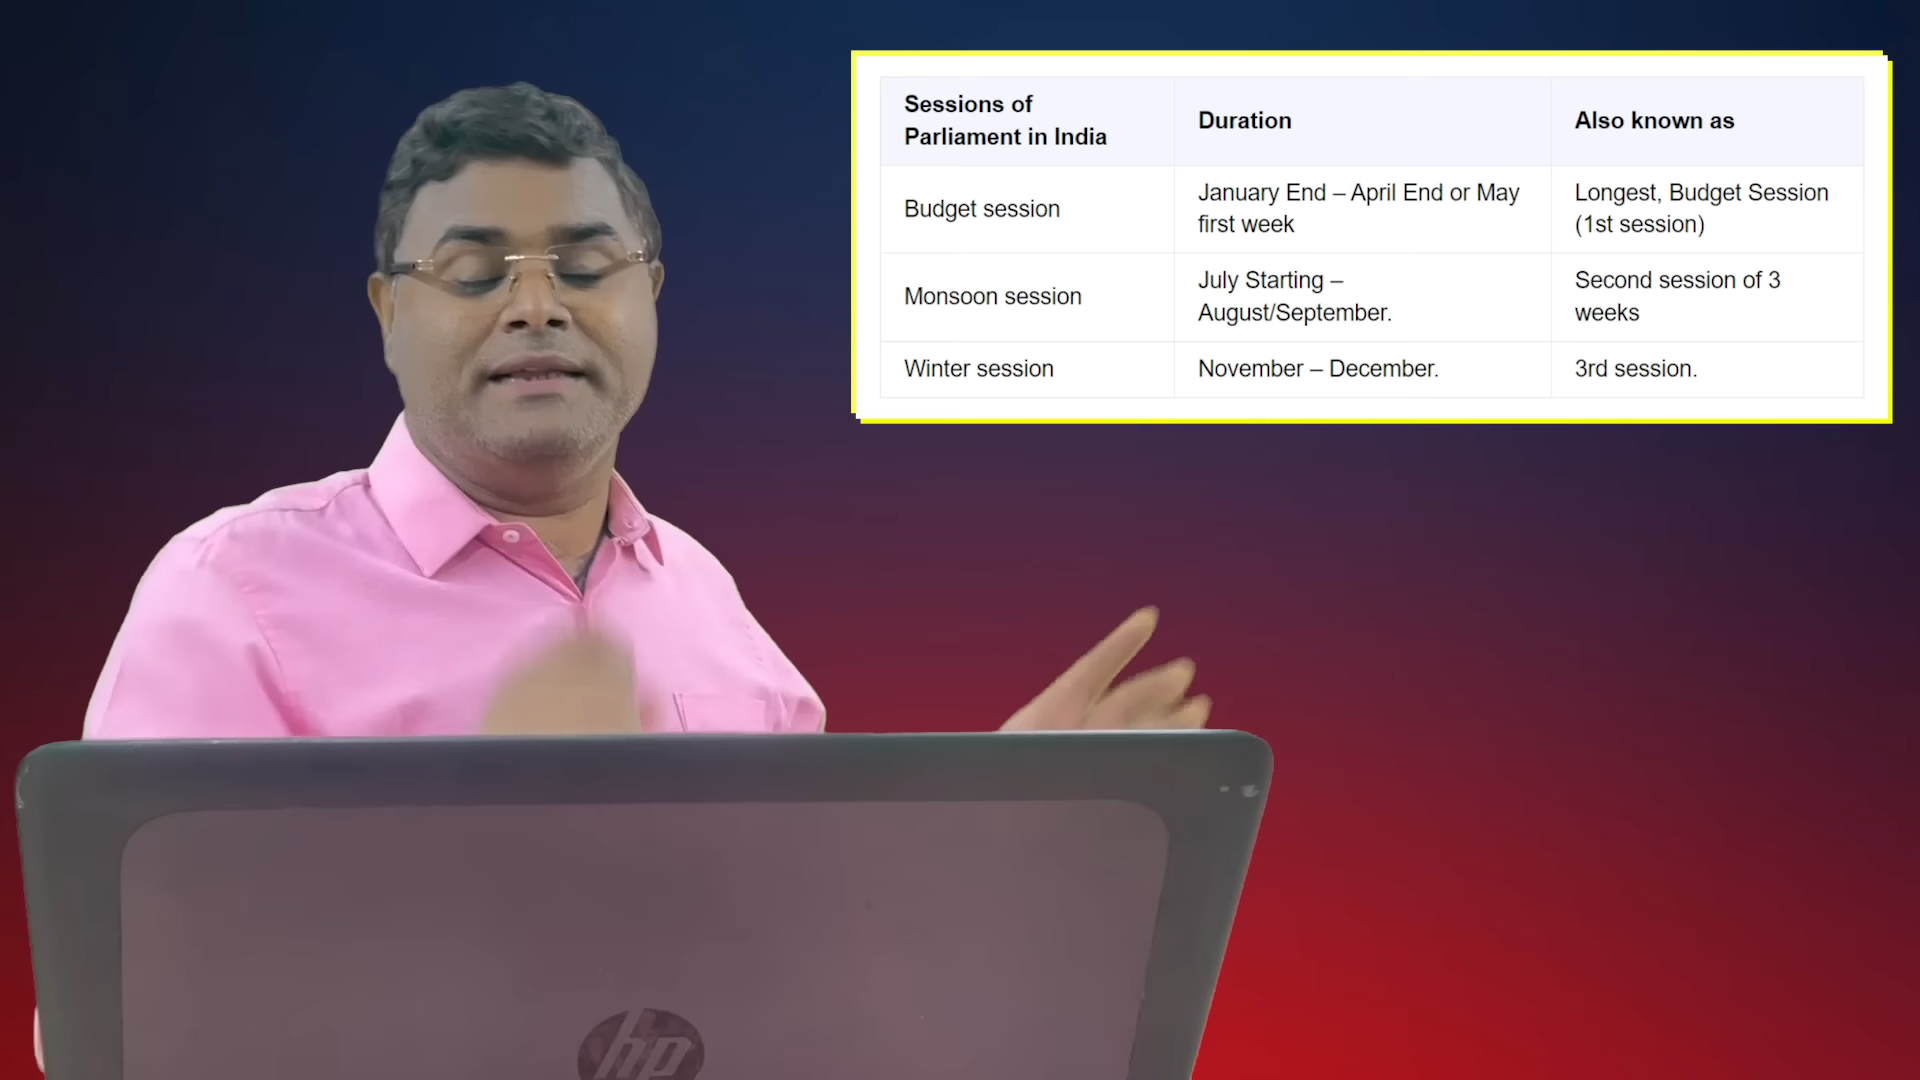 Sessions of
Parliament in India
Duration
Also known as
Budget session
January End – April End or May
first week
Longest, Budget Session
(1st session)
Monsoon session
July Starting –
August/September.
Second session of 3
weeks
Winter session
November – December.
3rd session.
hp